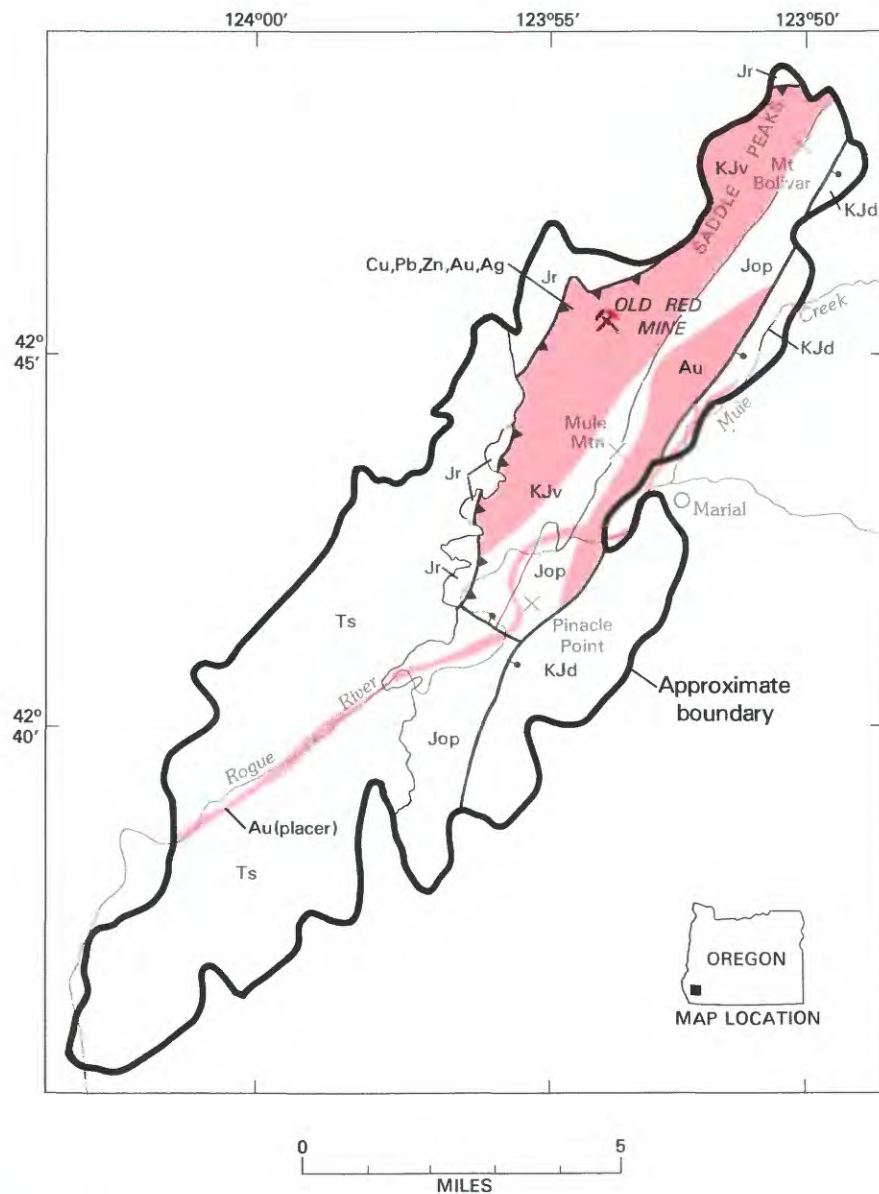 124°00'
123°55'
123°50'
Jr
SADDLE PEAKS
KJv
Mt
Bolivar
KJd
Cu,Pb,Zn,Au,Ag
Jr
Jop
OLD RED
MINE
Creek
42°
45'
KJd
Au
Mule
Mule
Mtn
Jr
KJv
Marial
Jr
Jop
Ts
Pinacle
Point
KJd
River
Approximate
boundary
42°
40'
Jop
Rogue
Au(placer)
Ts
OREGON
MAP LOCATION
0 5
MILES